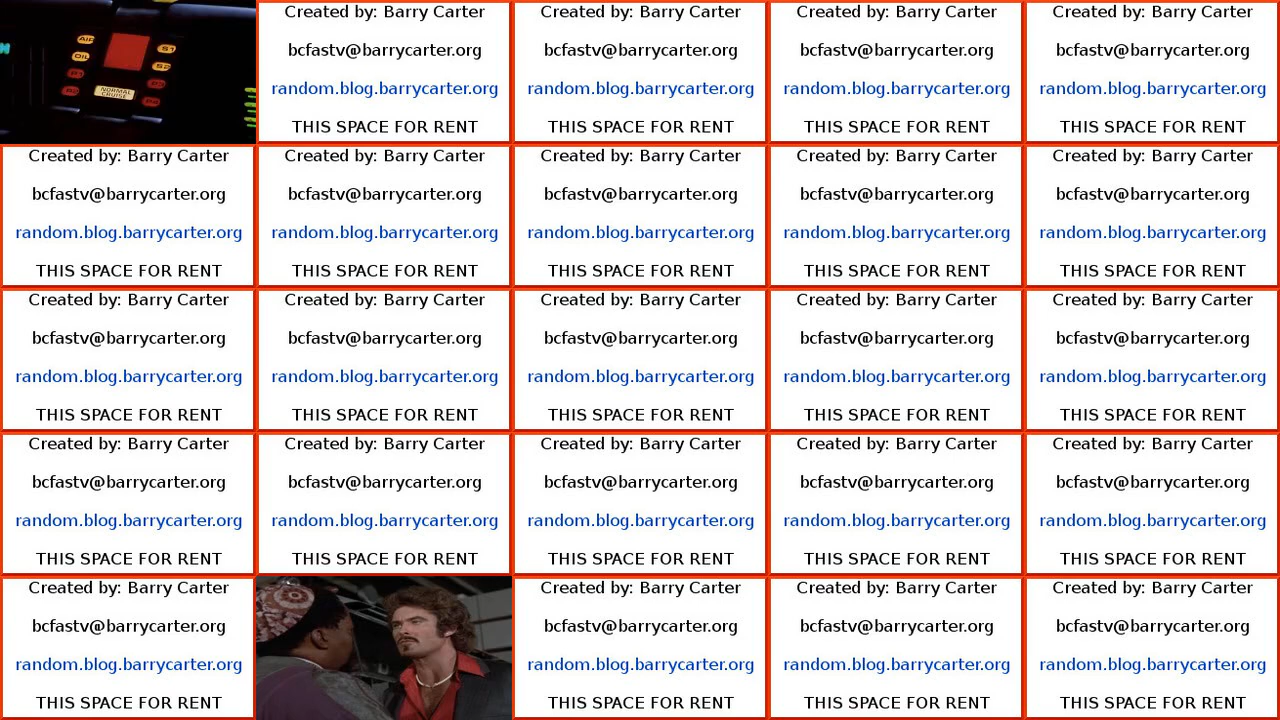 AIR
OIL
P1
P2
S1
S2
P3
P4
NORMAL
CRUISE
Created by: Barry Carter
bcfastv@barrycarter.org
random.blog.barrycarter.org
THIS SPACE FOR RENT
Created by: Barry Carter
bcfastv@barrycarter.org
random.blog.barrycarter.org
THIS SPACE FOR RENT
Created by: Barry Carter
bcfastv@barrycarter.org
random.blog.barrycarter.org
THIS SPACE FOR RENT
Created by: Barry Carter
bcfastv@barrycarter.org
random.blog.barrycarter.org
THIS SPACE FOR RENT
Created by: Barry Carter
bcfastv@barrycarter.org
random.blog.barrycarter.org
THIS SPACE FOR RENT
Created by: Barry Carter
bcfastv@barrycarter.org
random.blog.barrycarter.org
THIS SPACE FOR RENT
Created by: Barry Carter
bcfastv@barrycarter.org
random.blog.barrycarter.org
THIS SPACE FOR RENT
Created by: Barry Carter
bcfastv@barrycarter.org
random.blog.barrycarter.org
THIS SPACE FOR RENT
Created by: Barry Carter
bcfastv@barrycarter.org
random.blog.barrycarter.org
THIS SPACE FOR RENT
Created by: Barry Carter
bcfastv@barrycarter.org
random.blog.barrycarter.org
THIS SPACE FOR RENT
Created by: Barry Carter
bcfastv@barrycarter.org
random.blog.barrycarter.org
THIS SPACE FOR RENT
Created by: Barry Carter
bcfastv@barrycarter.org
random.blog.barrycarter.org
THIS SPACE FOR RENT
Created by: Barry Carter
bcfastv@barrycarter.org
random.blog.barrycarter.org
THIS SPACE FOR RENT
Created by: Barry Carter
bcfastv@barrycarter.org
random.blog.barrycarter.org
THIS SPACE FOR RENT
Created by: Barry Carter
bcfastv@barrycarter.org
random.blog.barrycarter.org
THIS SPACE FOR RENT
Created by: Barry Carter
bcfastv@barrycarter.org
random.blog.barrycarter.org
THIS SPACE FOR RENT
Created by: Barry Carter
bcfastv@barrycarter.org
random.blog.barrycarter.org
THIS SPACE FOR RENT
Created by: Barry Carter
bcfastv@barrycarter.org
random.blog.barrycarter.org
THIS SPACE FOR RENT
Created by: Barry Carter
bcfastv@barrycarter.org
random.blog.barrycarter.org
THIS SPACE FOR RENT
Created by: Barry Carter
bcfastv@barrycarter.org
random.blog.barrycarter.org
THIS SPACE FOR RENT
Created by: Barry Carter
bcfastv@barrycarter.org
random.blog.barrycarter.org
THIS SPACE FOR RENT
Created by: Barry Carter
bcfastv@barrycarter.org
random.blog.barrycarter.org
THIS SPACE FOR RENT
Created by: Barry Carter
bcfastv@barrycarter.org
random.blog.barrycarter.org
THIS SPACE FOR RENT